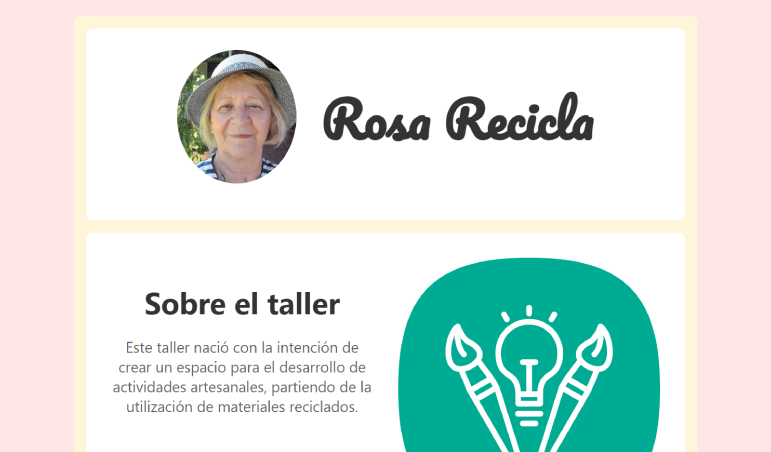 Rosa Recicla
Sobre el taller
Este taller nació con la intención de
crear un espacio para el desarrollo de
actividades artesanales, partiendo de la
utilización de materiales reciclados.